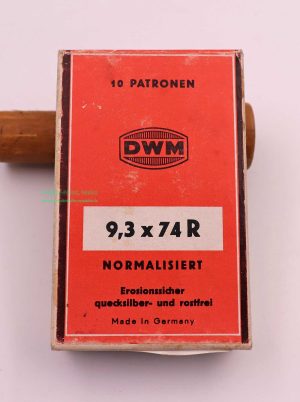 10 PATRONEN
DWM
9,3 x 74 R
NORMALISIERT
Erosionssicher
quecksilber- und rostfrei
Made in Germany